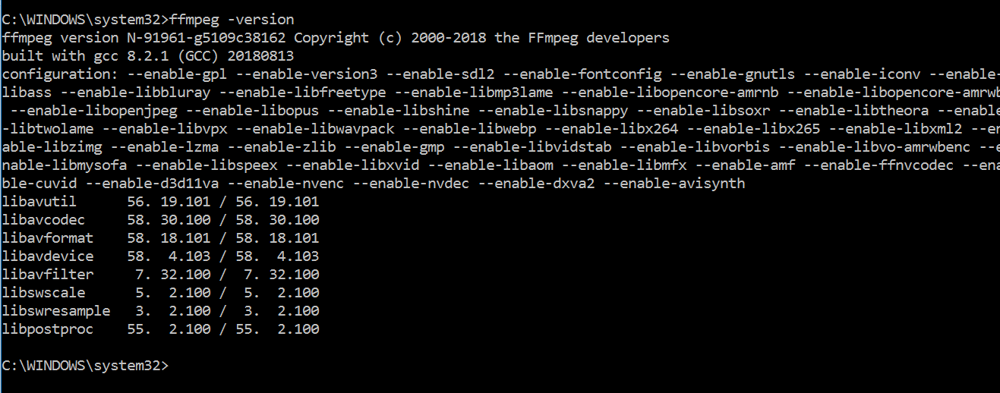 C:\WINDOWS\system32>ffmpeg -version
ffmpeg version N-91961-g5109c38162 Copyright (c) 2000-2018 the FFmpeg developers
built with gcc 8.2.1 (GCC) 20180813
configuration: --enable-gpl --enable-version3 --enable-sdl2 --enable-fontconfig --enable-gnutls --enable-iconv --enable-
libass --enable-libbluray --enable-libfreetype --enable-libmp3lame --enable-libopencore-amrnb --enable-libopencore-amrwb
 --enable-libopenjpeg --enable-libopus --enable-libshine --enable-libsnappy --enable-libsoxr --enable-libtheora --enable
-libtwolame --enable-libvpx --enable-libwavpack --enable-libwebp --enable-libx264 --enable-libx265 --enable-libxml2 --en
able-libzimg --enable-lzma --enable-zlib --enable-gmp --enable-libvidstab --enable-libvorbis --enable-libvo-amrwbenc --e
nable-libmysofa --enable-libspeex --enable-libxvid --enable-libaom --enable-libmfx --enable-amf --enable-ffnvcodec --ena
ble-cuvid --enable-d3d11va --enable-nvenc --enable-nvdec --enable-dxva2 --enable-avisynth
libavutil      56. 19.101 / 56. 19.101
libavcodec     58. 30.100 / 58. 30.100
libavformat    58. 18.101 / 58. 18.101
libavdevice    58.  4.103 / 58.  4.103
libavfilter     7. 32.100 /  7. 32.100
libswscale      5.  2.100 /  5.  2.100
libswresample   3.  2.100 /  3.  2.100
libpostproc    55.  2.100 / 55.  2.100
C:\WINDOWS\system32>